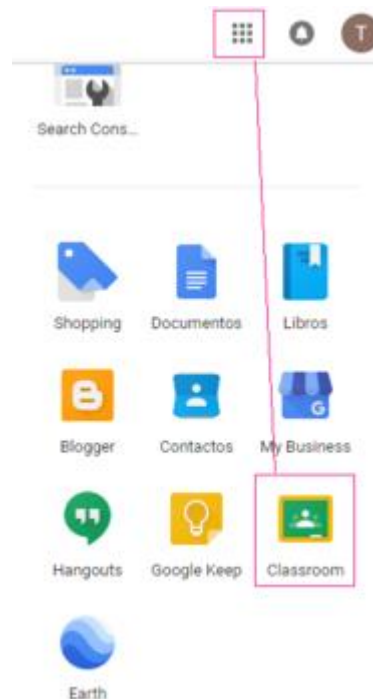 T
Search Cons...
Shopping Documentos Libros
Blogger Contactos My Business
Hangouts Google Keep Classroom
Earth